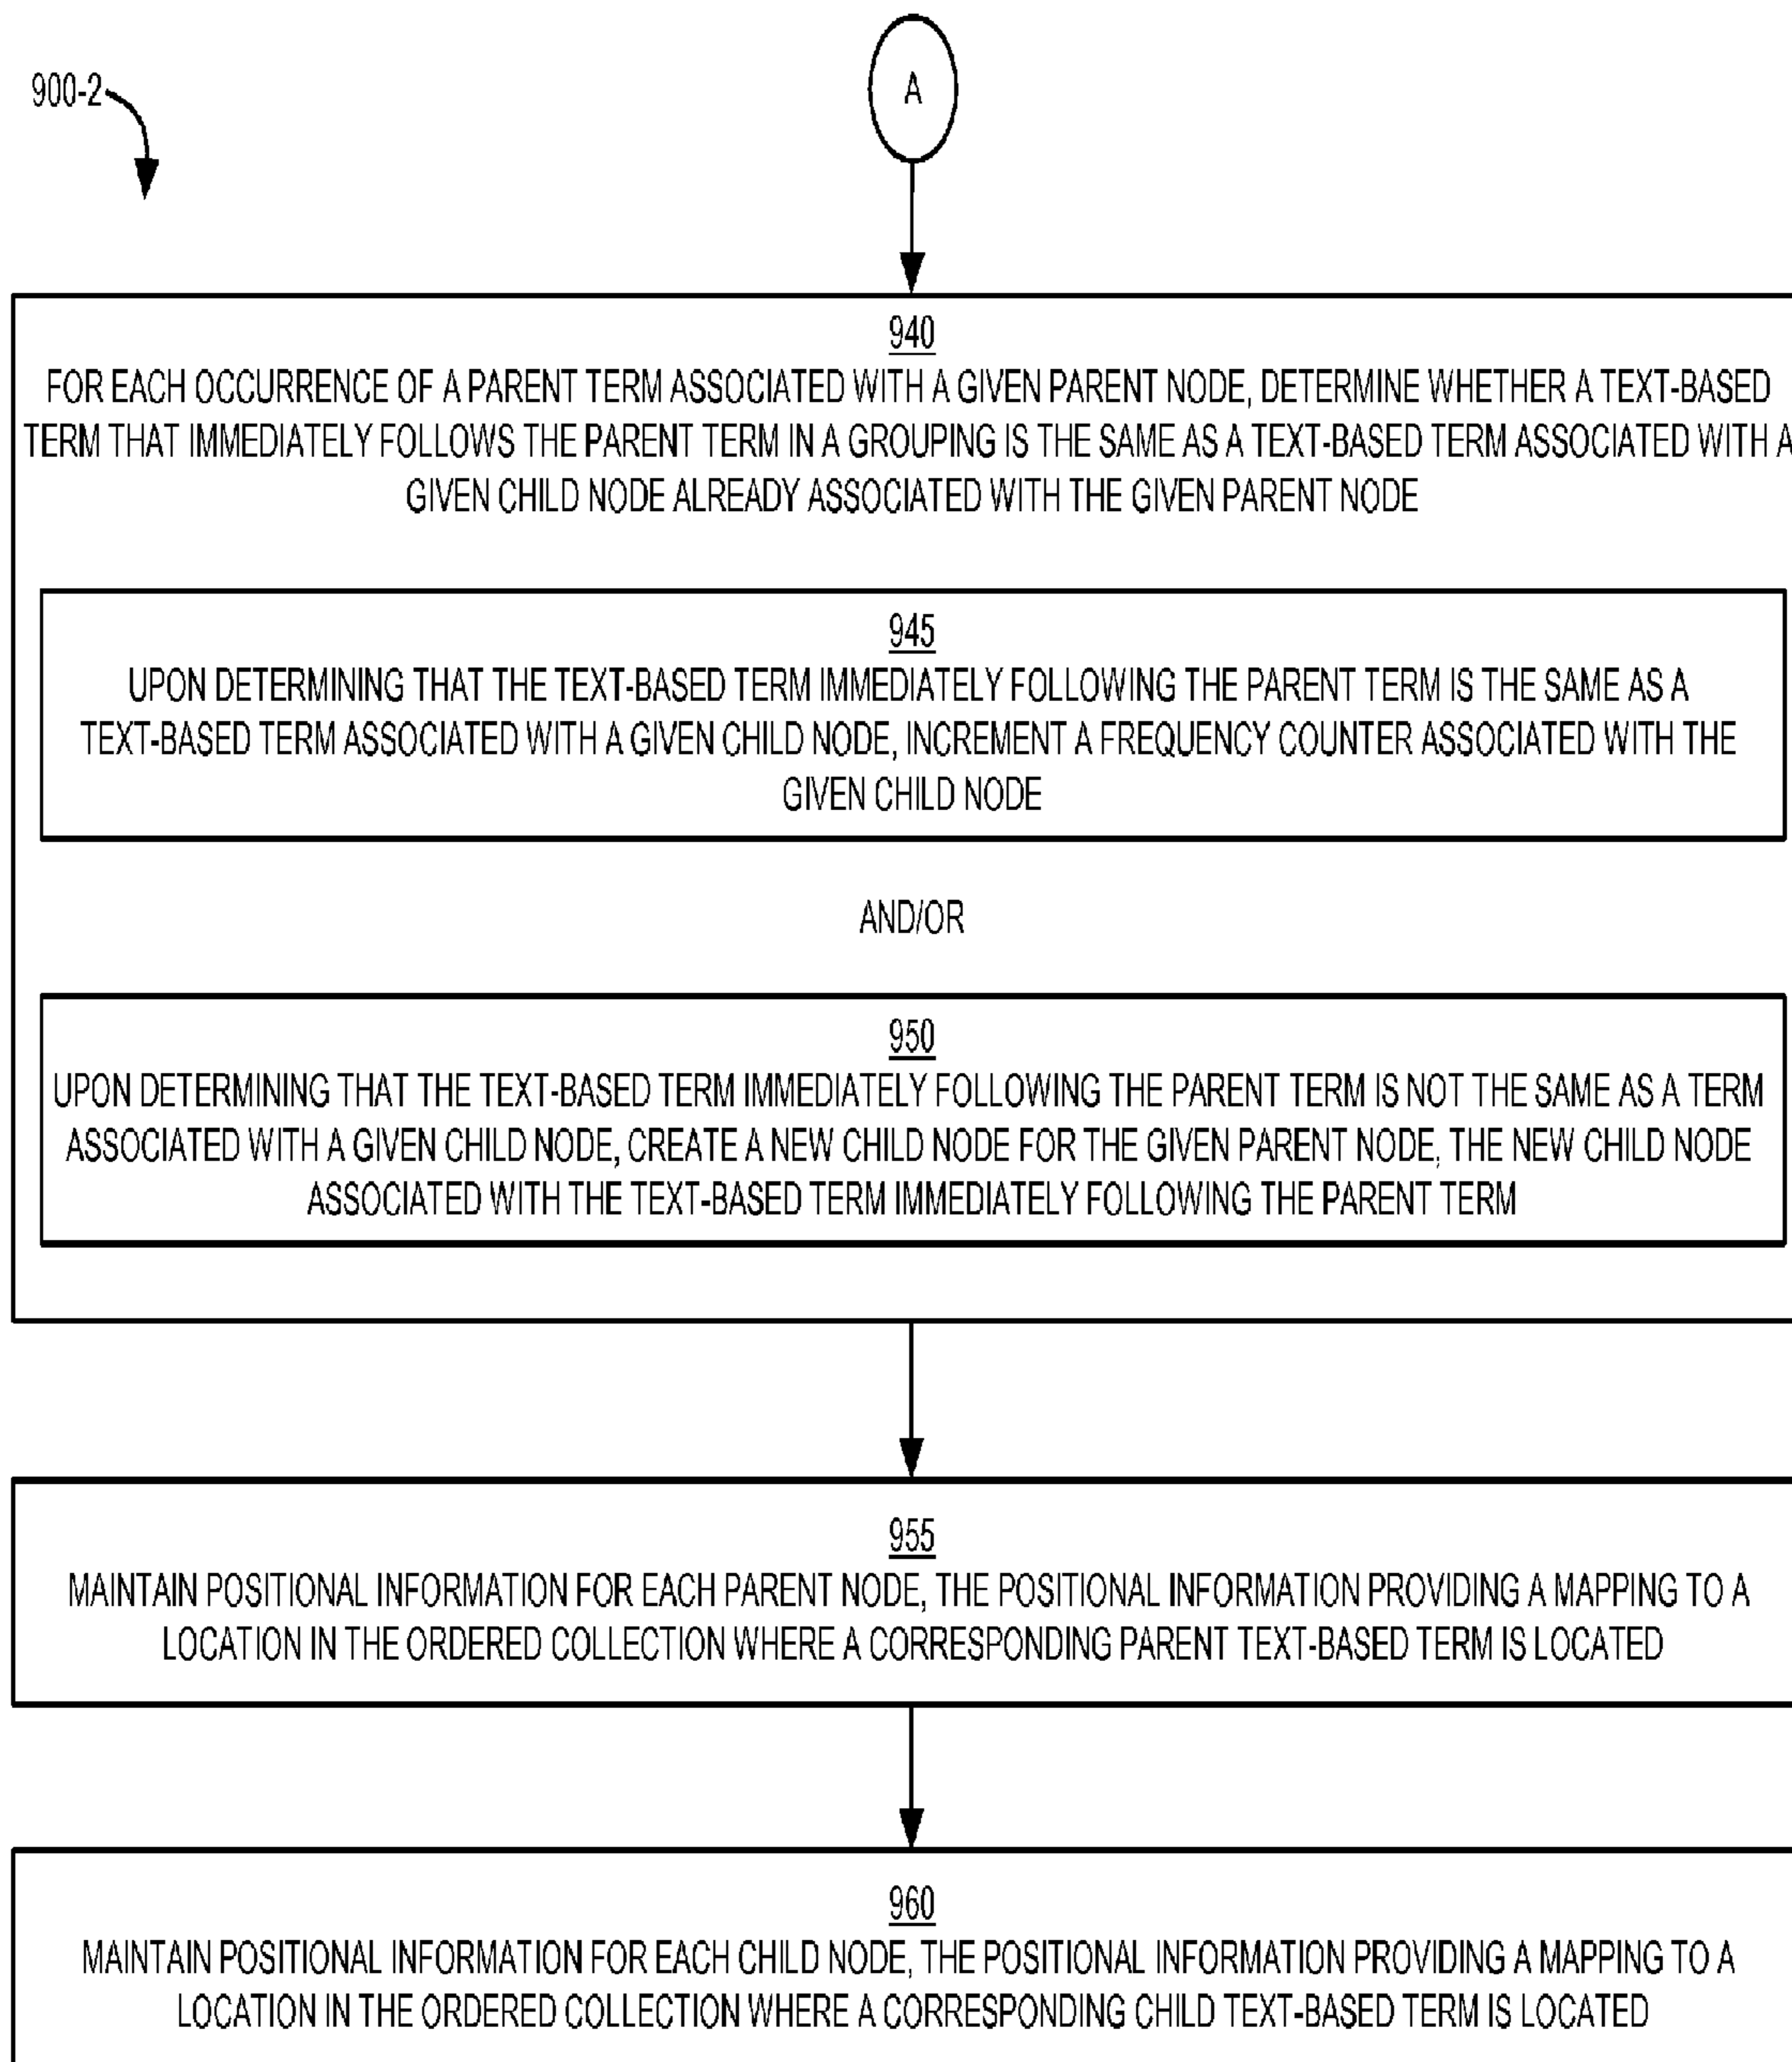 900-2
A
940
FOR EACH OCCURRENCE OF A PARENT TERM ASSOCIATED WITH A GIVEN PARENT NODE, DETERMINE WHETHER A TEXT-BASED
TERM THAT IMMEDIATELY FOLLOWS THE PARENT TERM IN A GROUPING IS THE SAME AS A TEXT-BASED TERM ASSOCIATED WITH A
GIVEN CHILD NODE ALREADY ASSOCIATED WITH THE GIVEN PARENT NODE
945
UPON DETERMINING THAT THE TEXT-BASED TERM IMMEDIATELY FOLLOWING THE PARENT TERM IS THE SAME AS A
TEXT-BASED TERM ASSOCIATED WITH A GIVEN CHILD NODE, INCREMENT A FREQUENCY COUNTER ASSOCIATED WITH THE
GIVEN CHILD NODE
AND/OR
950
UPON DETERMINING THAT THE TEXT-BASED TERM IMMEDIATELY FOLLOWING THE PARENT TERM IS NOT THE SAME AS A TERM
ASSOCIATED WITH A GIVEN CHILD NODE, CREATE A NEW CHILD NODE FOR THE GIVEN PARENT NODE, THE NEW CHILD NODE
ASSOCIATED WITH THE TEXT-BASED TERM IMMEDIATELY FOLLOWING THE PARENT TERM
955
MAINTAIN POSITIONAL INFORMATION FOR EACH PARENT NODE, THE POSITIONAL INFORMATION PROVIDING A MAPPING TO A
LOCATION IN THE ORDERED COLLECTION WHERE A CORRESPONDING PARENT TEXT-BASED TERM IS LOCATED
960
MAINTAIN POSITIONAL INFORMATION FOR EACH CHILD NODE, THE POSITIONAL INFORMATION PROVIDING A MAPPING TO A
LOCATION IN THE ORDERED COLLECTION WHERE A CORRESPONDING CHILD TEXT-BASED TERM IS LOCATED